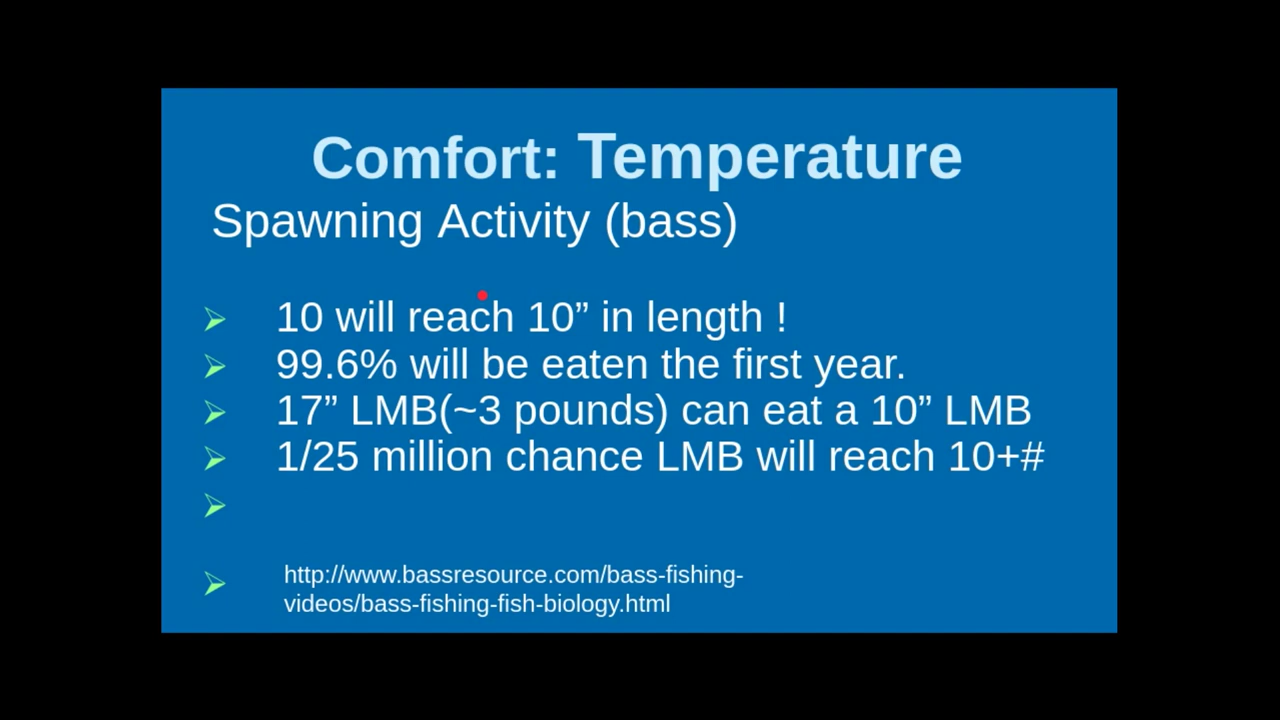 Comfort: Temperature
Spawning Activity (bass)
10 will reach 10” in length !
99.6% will be eaten the first year.
17” LMB(~3 pounds) can eat a 10” LMB
1/25 million chance LMB will reach 10+#
http://www.bassresource.com/bass-fishing-
videos/bass-fishing-fish-biology.html